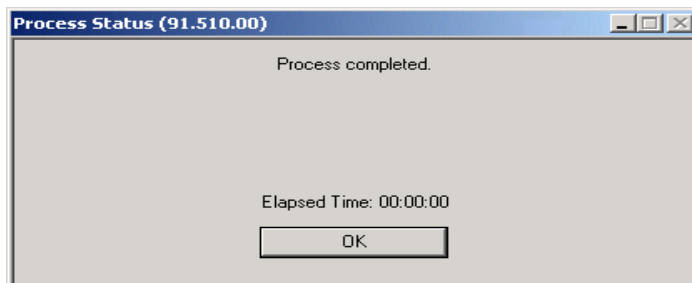 Process Status (91.510.00)
Process completed.
Elapsed Time: 00:00:00
OK